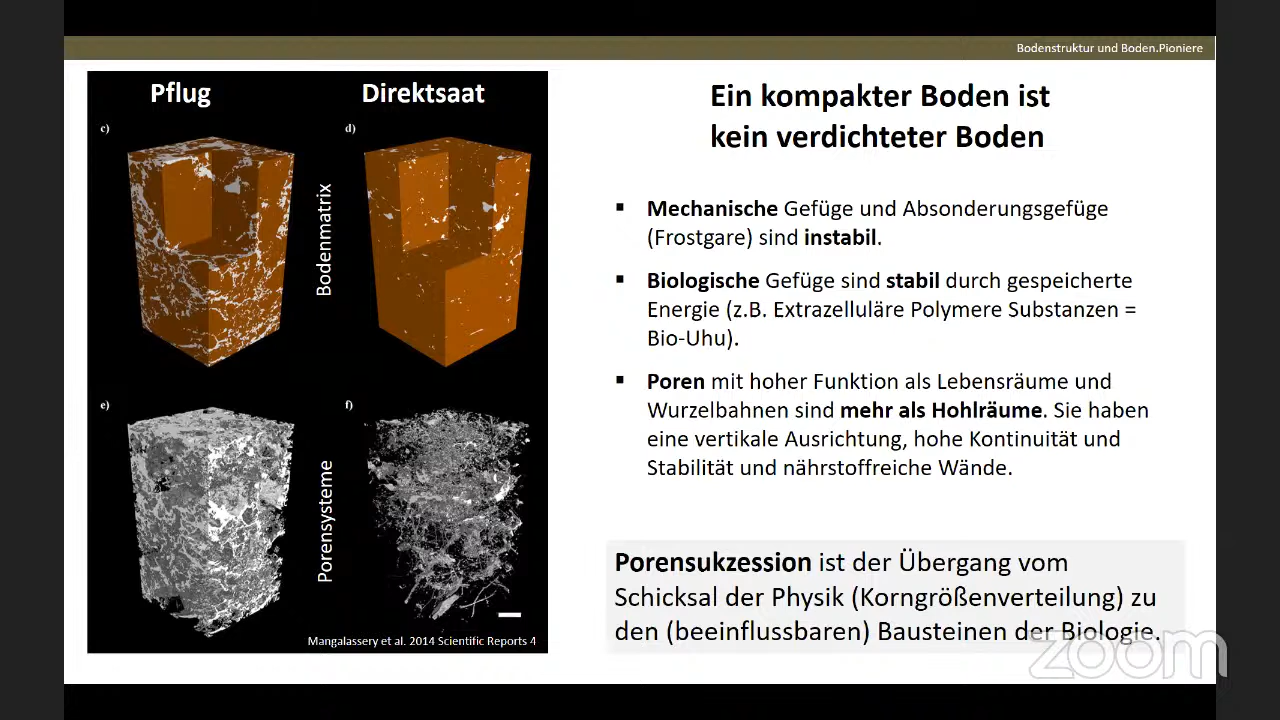 Bodenstruktur und Boden.Pioniere
Pflug
Direktsaat
c)
d)
Bodenmatrix
e)
f)
Porensysteme
Mangalassery et al. 2014 Scientific Reports 4
Ein kompakter Boden ist
kein verdichteter Boden
▪ Mechanische Gefüge und Absonderungsgefüge
(Frostgare) sind instabil.
▪ Biologische Gefüge sind stabil durch gespeicherte
Energie (z.B. Extrazelluläre Polymere Substanzen =
Bio-Uhu).
▪ Poren mit hoher Funktion als Lebensräume und
Wurzelbahnen sind mehr als Hohlräume. Sie haben
eine vertikale Ausrichtung, hohe Kontinuität und
Stabilität und nährstoffreiche Wände.
Porensukzession ist der Übergang vom
Schicksal der Physik (Korngrößenverteilung) zu
den (beeinflussbaren) Bausteinen der Biologie.
zoom